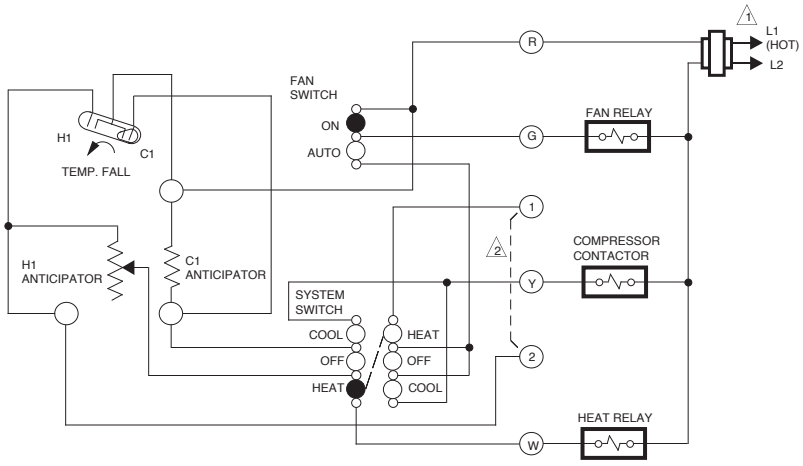 1
L1
(HOT)
L2
R
FAN
SWITCH
ON
AUTO
G
FAN RELAY
H1
C1
TEMP. FALL
1
2
H1
ANTICIPATOR
C1
ANTICIPATOR
COMPRESSOR
CONTACTOR
Y
SYSTEM
SWITCH
COOL
HEAT
OFF
OFF
2
HEAT
COOL
HEAT RELAY
W